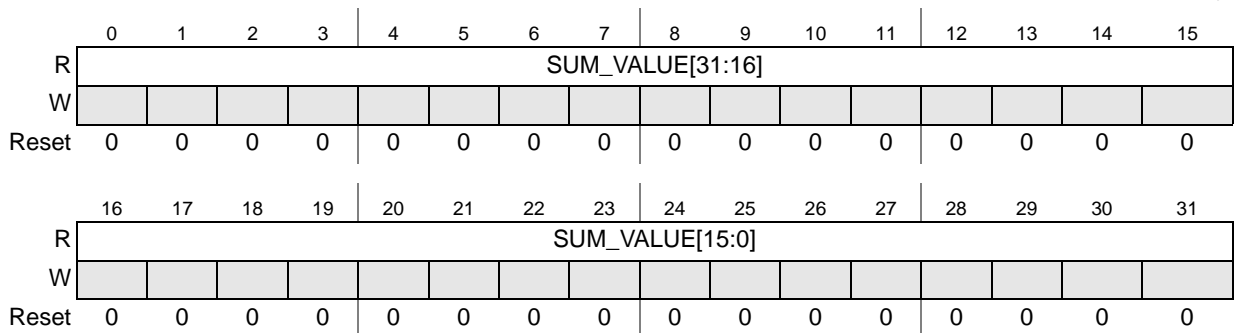 0 1 2 3 4 5 6 7 8 9 10 11 12 13 14 15
R SUM_VALUE[31:16]
W
Reset 0 0 0 0 0 0 0 0 0 0 0 0 0 0 0 0
16 17 18 19 20 21 22 23 24 25 26 27 28 29 30 31
R SUM_VALUE[15:0]
W
Reset 0 0 0 0 0 0 0 0 0 0 0 0 0 0 0 0